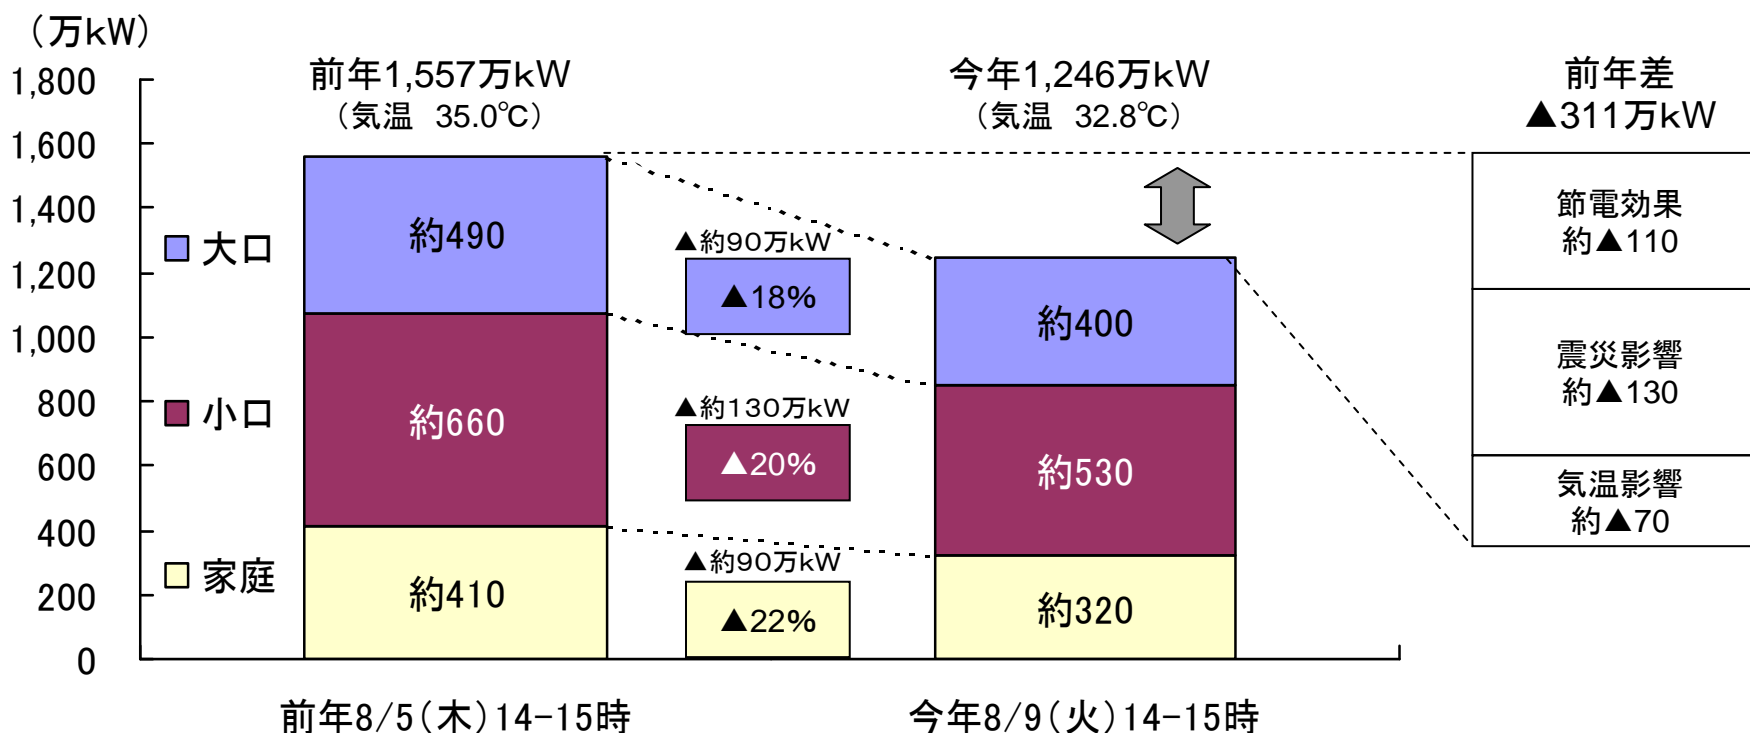 （万kW）
1,800
1,600
1,400
1,200
1,000
800
600
400
200
0
大口
小口
家庭
前年1,557万kW
（気温 35.0℃）
約490
約660
約410
前年8/5(木)14-15時
▲約90万kW
▲18%
▲約130万kW
▲20%
▲約90万kW
▲22%
今年1,246万kW
（気温 32.8℃）
約400
約530
約320
今年8/9(火)14-15時
前年差
▲311万kW
節電効果
約▲110
震災影響
約▲130
気温影響
約▲70